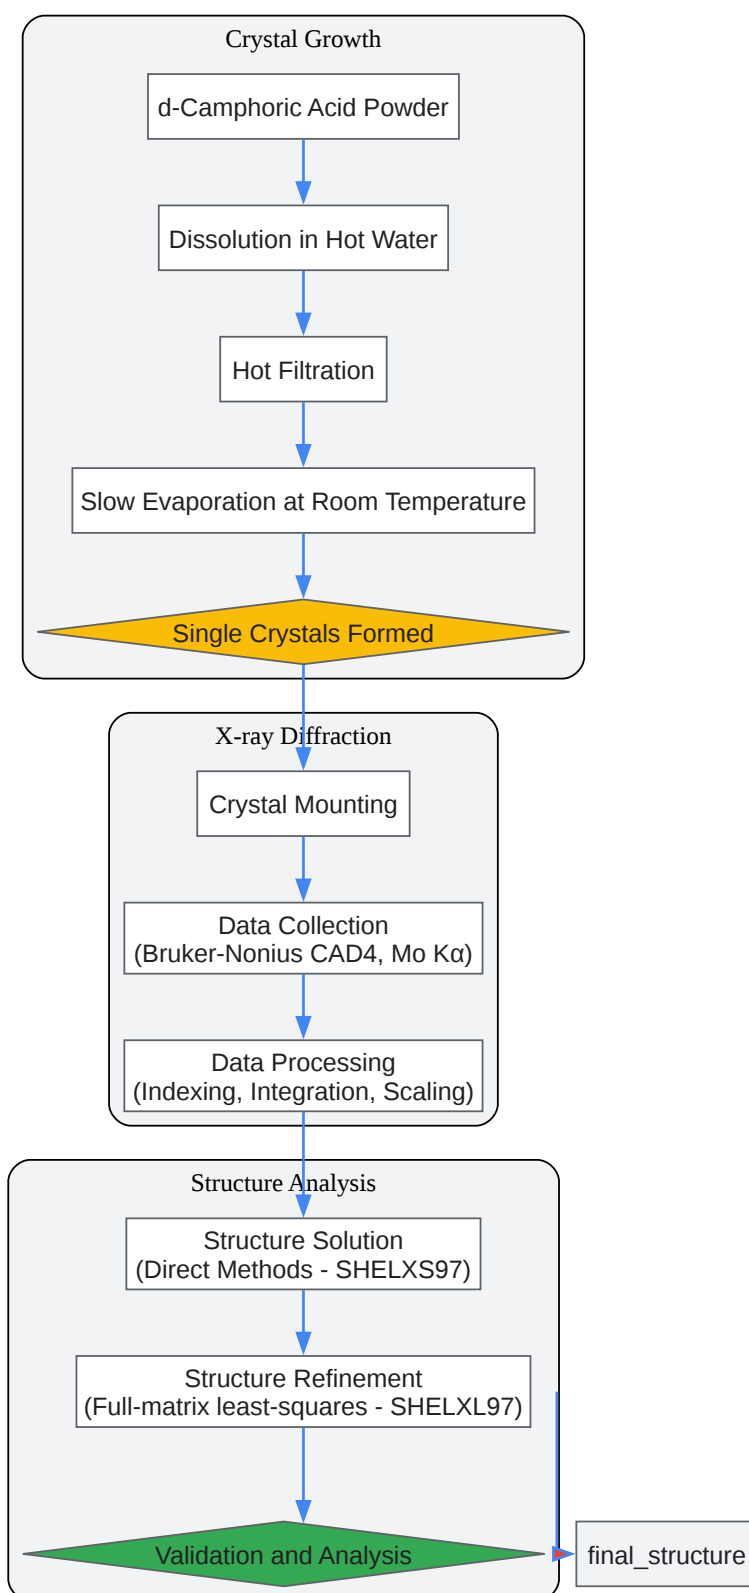 Crystal Growth
d-Camphoric Acid Powder
Dissolution in Hot Water
Hot Filtration
Slow Evaporation at Room Temperature
Single Crystals Formed
X-ray Diffraction
Crystal Mounting
Data Collection
(Bruker-Nonius CAD4, Mo Kα)
Data Processing
(Indexing, Integration, Scaling)
Structure Analysis
Structure Solution
(Direct Methods - SHELXS97)
Structure Refinement
(Full-matrix least-squares - SHELXL97)
Validation and Analysis
final_structure